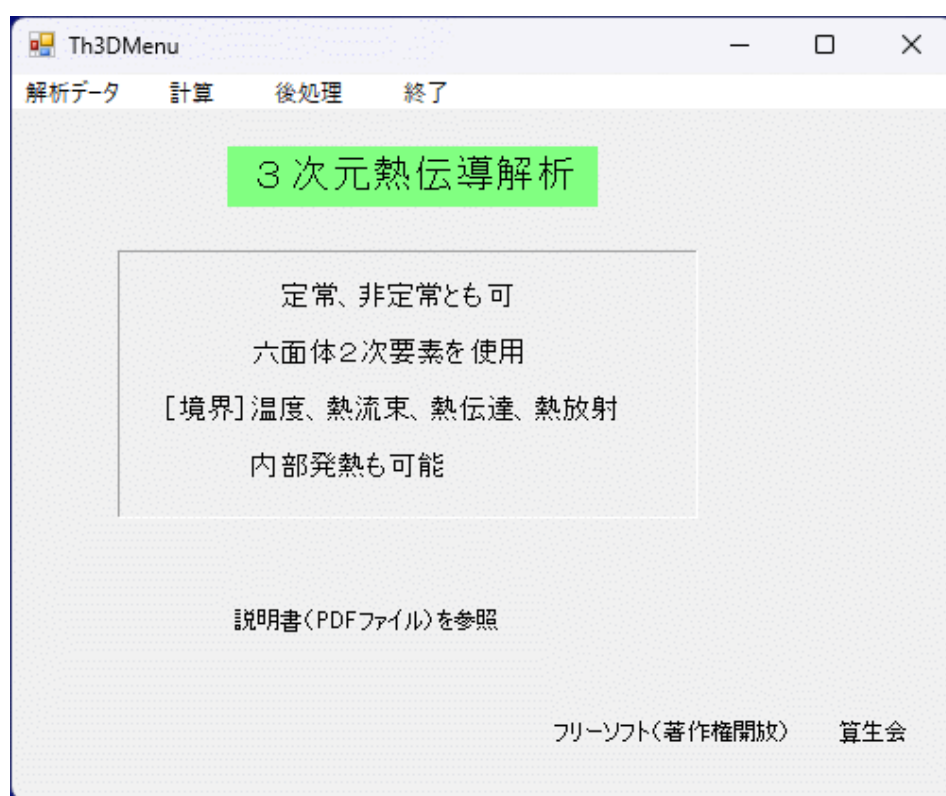 Th3DMenu
解析データ 計算 後処理 終了
３次元熱伝導解析
定常、非定常とも可
六面体２次要素を使用
[境界]温度、熱流束、熱伝達、熱放射
内部発熱も可能
説明書(PDFファイル)を参照
フリーソフト(著作権開放) 算生会